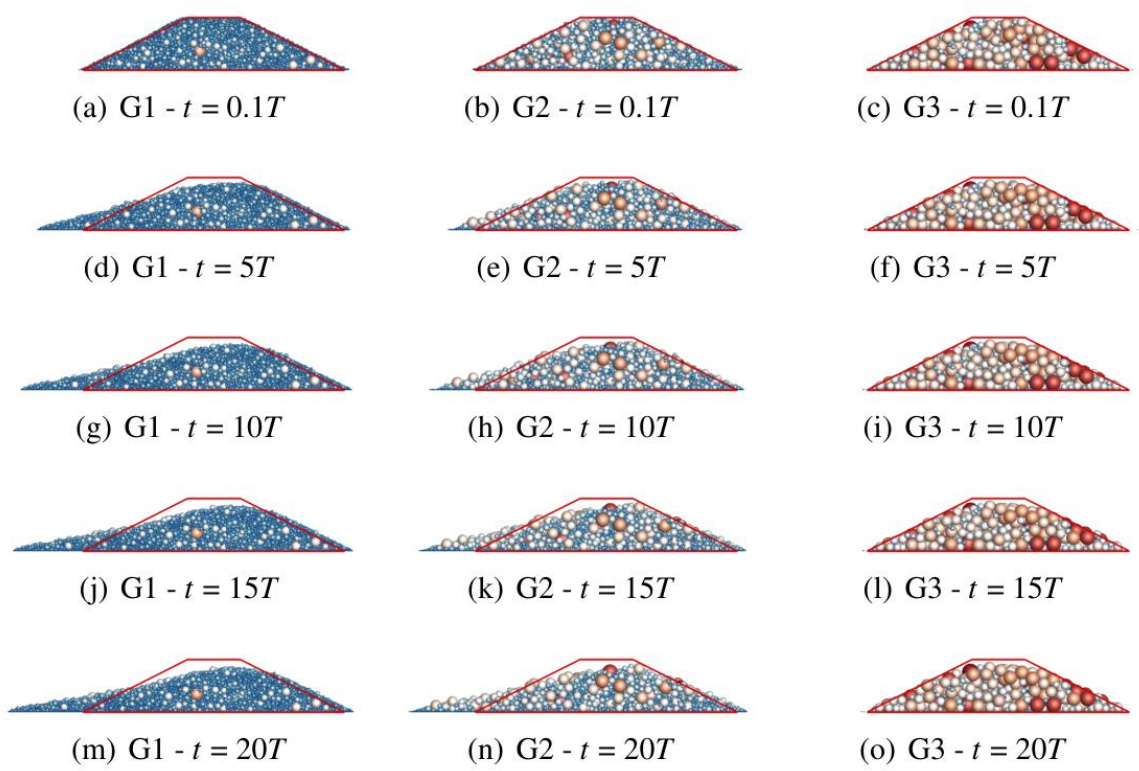 (a) G1 - t = 0.1T
(b) G2 - t = 0.1T
(c) G3 - t = 0.1T
(d) G1 - t = 5T
(e) G2 - t = 5T
(f) G3 - t = 5T
(g) G1 - t = 10T
(h) G2 - t = 10T
(i) G3 - t = 10T
(j) G1 - t = 15T
(k) G2 - t = 15T
(l) G3 - t = 15T
(m) G1 - t = 20T
(n) G2 - t = 20T
(o) G3 - t = 20T